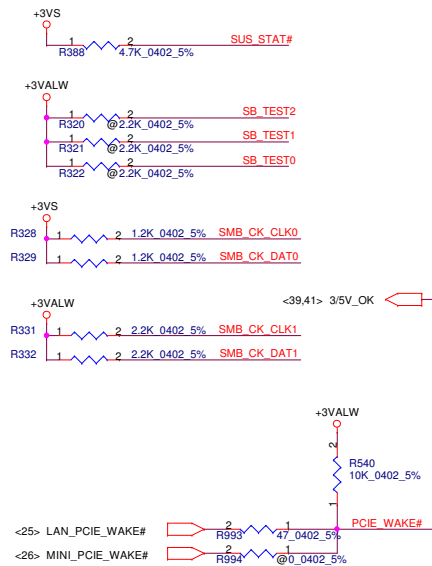 +3VS
1 2 SUS_STAT#
R388 4.7K_0402_5%
+3VALW
1 2 SB_TEST2
R320 @2.2K_0402_5%
1 2 SB_TEST1
R321 @2.2K_0402_5%
1 2 SB_TEST0
R322 @2.2K_0402_5%
+3VS
R328 1 2 1.2K_0402_5% SMB_CK_CLK0
R329 1 2 1.2K_0402_5% SMB_CK_DAT0
<39,41> 3/5V_OK
+3VALW
R331 1 2 2.2K_0402_5% SMB_CK_CLK1
R332 1 2 2.2K_0402_5% SMB_CK_DAT1
+3VALW
2
R540
10K_0402_5%
1
<25> LAN_PCIE_WAKE# 2 1 PCIE_WAKE#
R993 47_0402_5%
<26> MINI_PCIE_WAKE# 2 1
R994 @0_0402_5%